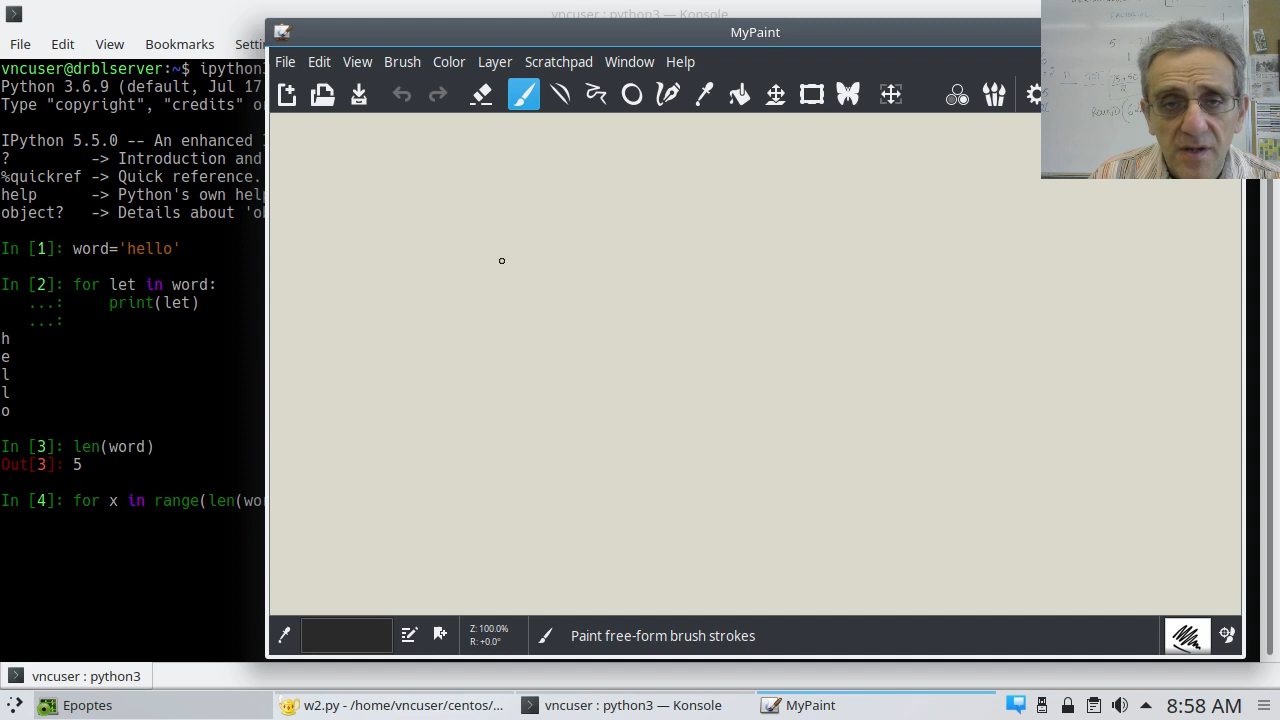 vncuser : python3 — Konsole
MyPaint
File Edit View Bookmarks
File Edit View Brush Color Layer Scratchpad Window Help
vncuser@drblserver:~$ ipython3
Python 3.6.9 (default, Jul 17
Type "copyright", "credits" o
IPython 5.5.0 -- An enhanced
? -> Introduction and
%quickref -> Quick reference.
help -> Python's own help
object? -> Details about 'ob
In [1]: word='hello'
In [2]: for let in word:
...: print(let)
...:
h
e
l
l
o
In [3]: len(word)
Out[3]: 5
In [4]: for x in range(len(wor
Z: 100.0%
R: +0.0°
Paint free-form brush strokes
vncuser : python3
Epoptes
w2.py - /home/vncuser/centos/...
vncuser : python3 — Konsole
MyPaint
8:58 AM